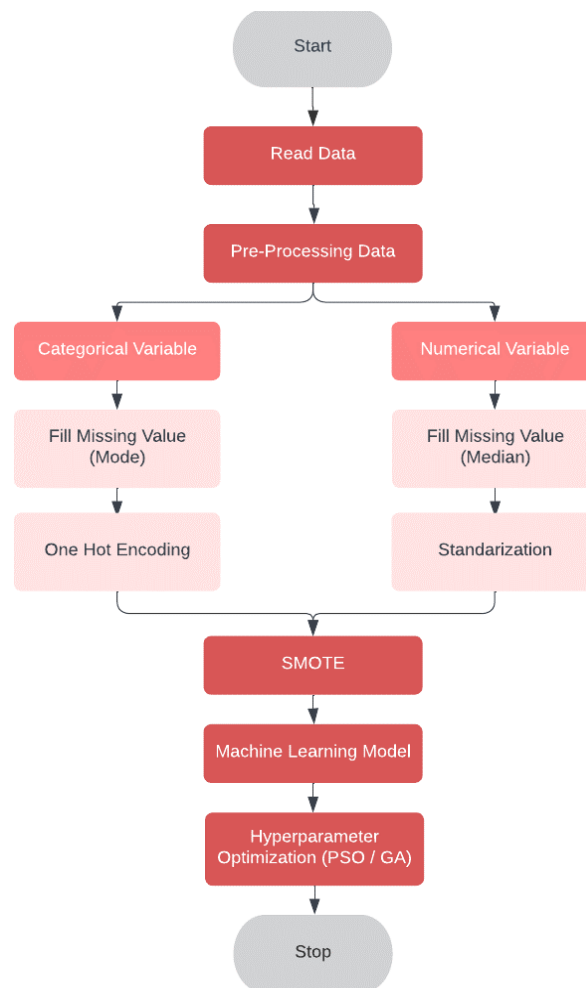 Start
Read Data
Pre-Processing Data
Categorical Variable
Numerical Variable
Fill Missing Value
(Mode)
Fill Missing Value
(Median)
One Hot Encoding
Standarization
SMOTE
Machine Learning Model
Hyperparameter
Optimization (PSO / GA)
Stop